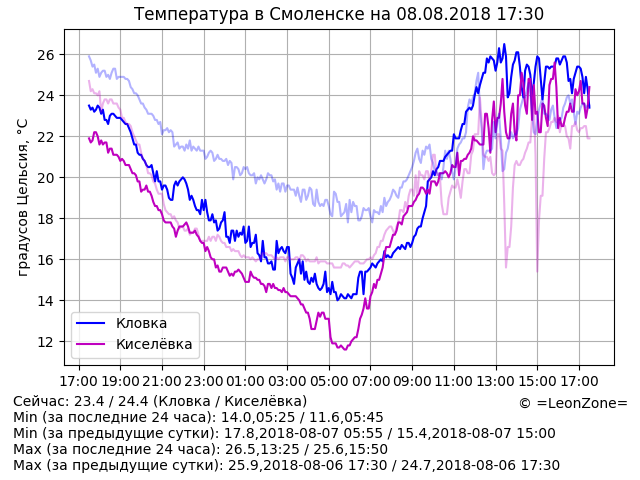 Температура в Смоленске на 08.08.2018 17:30
градусов Цельсия, °C
26
24
22
20
18
16
14
12
Кловка
Киселёвка
17:00 19:00 21:00 23:00 01:00 03:00 05:00 07:00 09:00 11:00 13:00 15:00 17:00
Сейчас: 23.4 / 24.4 (Кловка / Киселёвка)
© =LeonZone=
Min (за последние 24 часа): 14.0,05:25 / 11.6,05:45
Min (за предыдущие сутки): 17.8,2018-08-07 05:55 / 15.4,2018-08-07 15:00
Max (за последние 24 часа): 26.5,13:25 / 25.6,15:50
Max (за предыдущие сутки): 25.9,2018-08-06 17:30 / 24.7,2018-08-06 17:30